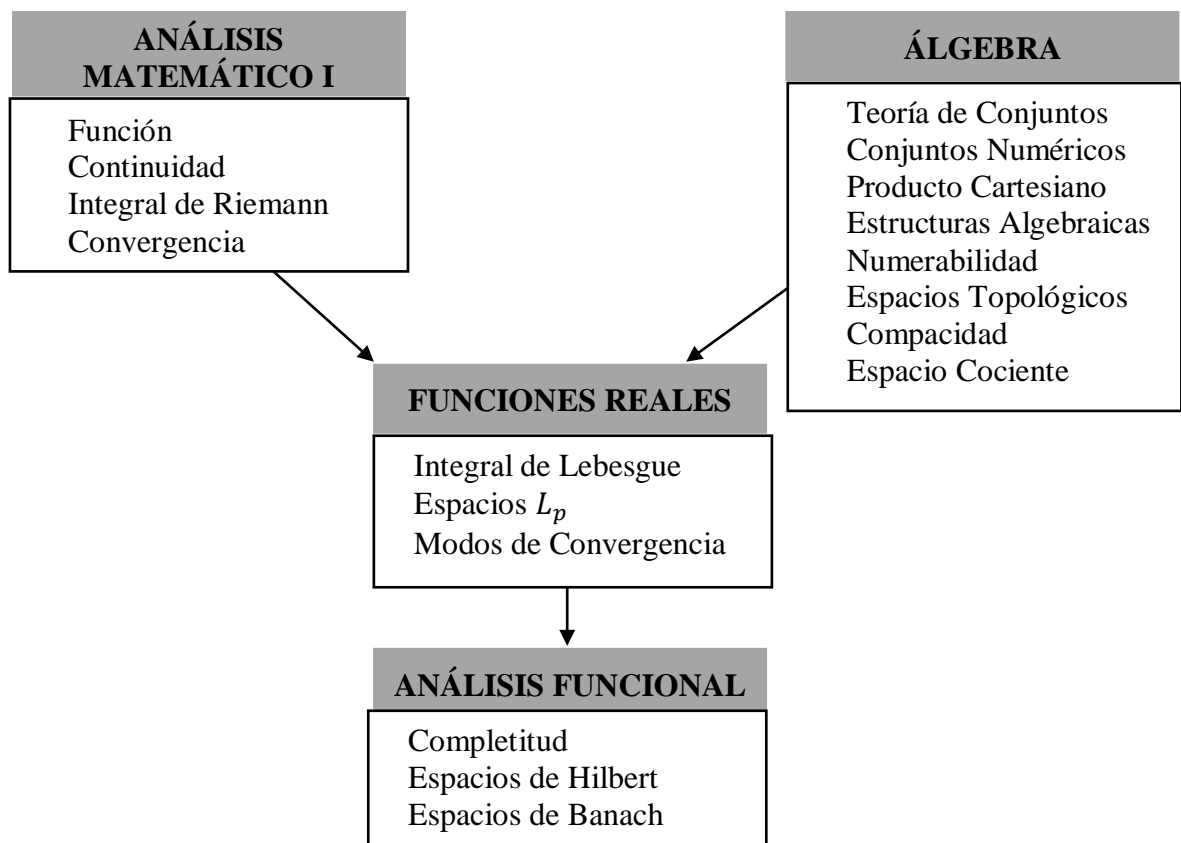 ANÁLISIS
MATEMÁTICO I
Función
Continuidad
Integral de Riemann
Convergencia
ÁLGEBRA
Teoría de Conjuntos
Conjuntos Numéricos
Producto Cartesiano
Estructuras Algebraicas
Numerabilidad
Espacios Topológicos
Compacidad
Espacio Cociente
FUNCIONES REALES
Integral de Lebesgue
Espacios Lₚ
Modos de Convergencia
ANÁLISIS FUNCIONAL
Completitud
Espacios de Hilbert
Espacios de Banach